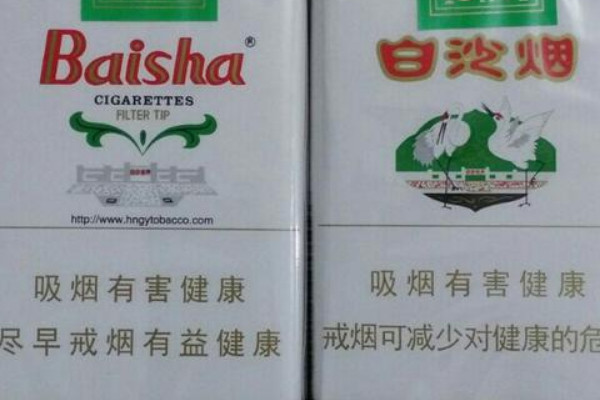 Baisha®
CIGARETTES
FILTER TIP
http://www.hngytobacco.com
吸烟有害健康
尽早戒烟有益健康
白沙烟
吸烟有害健康
戒烟可减少对健康的危